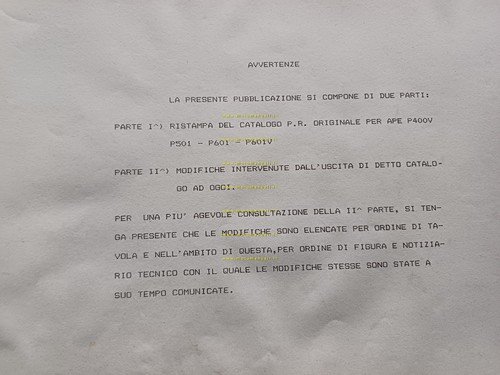 AVVERTENZE
LA PRESENTE PUBBLICAZIONE SI COMPONE DI DUE PARTI:
PARTE I^) RISTAMPA DEL CATALOGO P.R. ORIGINALE PER APE P400V
P501 - P601 - P601V
PARTE II^) MODIFICHE INTERVENUTE DALL'USCITA DI DETTO CATALO-
GO AD OGGI.
PER UNA PIU' AGEVOLE CONSULTAZIONE DELLA II^ PARTE, SI TEN-
GA PRESENTE CHE LE MODIFICHE SONO ELENCATE PER ORDINE DI TA-
VOLA E NELL'AMBITO DI QUESTA,PER ORDINE DI FIGURA E NOTIZIA-
RIO TECNICO CON IL QUALE LE MODIFICHE STESSE SONO STATE A
SUO TEMPO COMUNICATE.